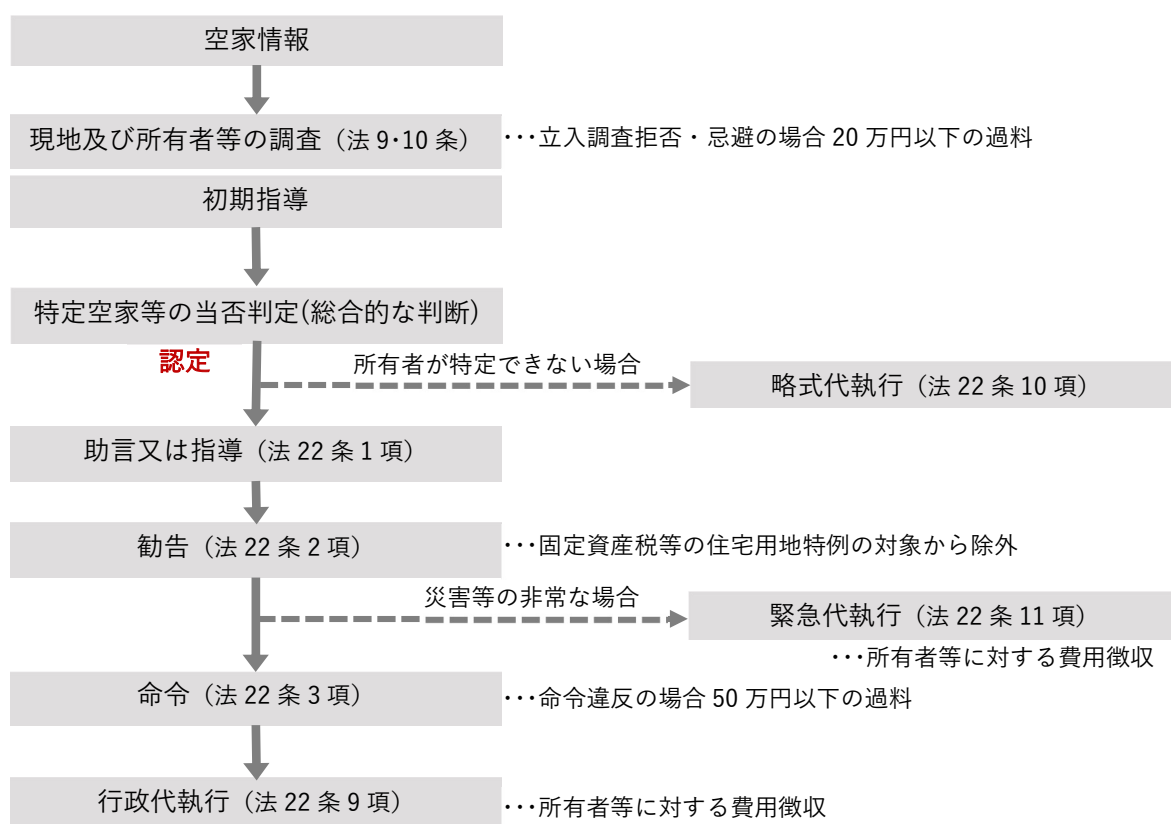 空家情報
現地及び所有者等の調査（法 9･10 条）
･･･立入調査拒否・忌避の場合 20 万円以下の過料
初期指導
特定空家等の当否判定(総合的な判断)
認定
所有者が特定できない場合
略式代執行（法 22 条 10 項）
助言又は指導（法 22 条 1 項）
勧告（法 22 条 2 項）
･･･固定資産税等の住宅用地特例の対象から除外
災害等の非常な場合
緊急代執行（法 22 条 11 項）
･･･所有者等に対する費用徴収
命令（法 22 条 3 項）
･･･命令違反の場合 50 万円以下の過料
行政代執行（法 22 条 9 項）
･･･所有者等に対する費用徴収